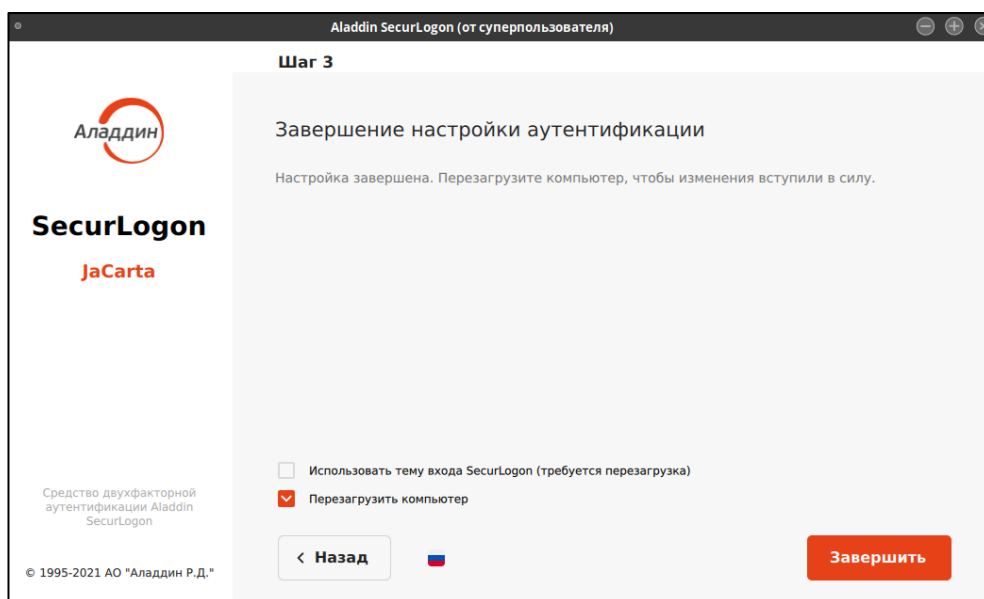 Aladdin SecurLogon (от суперпользователя)
Шаг 3
Аладдин
Завершение настройки аутентификации
Настройка завершена. Перезагрузите компьютер, чтобы изменения вступили в силу.
SecurLogon
JaCarta
Использовать тему входа SecurLogon (требуется перезагрузка)
Перезагрузить компьютер
Средство двухфакторной
аутентификации Aladdin
SecurLogon
Назад
Завершить
© 1995-2021 АО "Аладдин Р.Д."